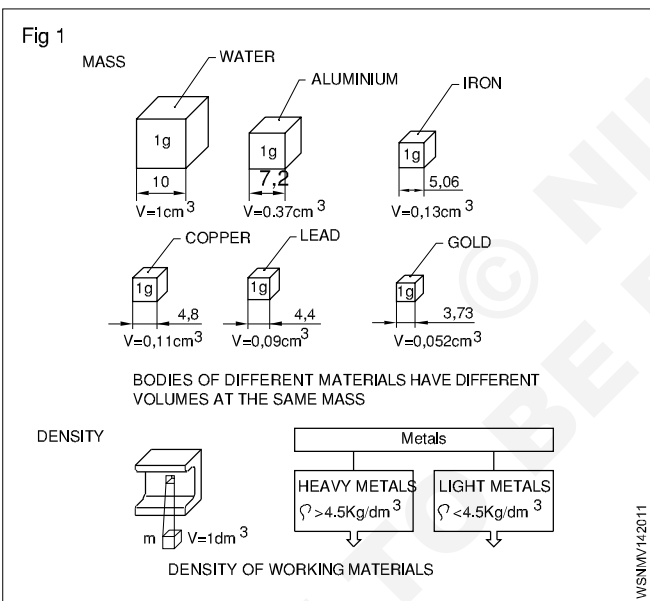 Fig 1
MASS
WATER
ALUMINIUM
IRON
1g
1g
1g
10
7,2
5,06
V=1cm³
V=0.37cm³
V=0,13cm³
COPPER
LEAD
GOLD
1g
1g
1g
4,8
4,4
3,73
V=0,11cm³
V=0,09cm³
V=0,052cm³
BODIES OF DIFFERENT MATERIALS HAVE DIFFERENT
VOLUMES AT THE SAME MASS
DENSITY
Metals
HEAVY METALS
ρ>4.5Kg/dm³
LIGHT METALS
ρ<4.5Kg/dm³
m
V=1dm³
DENSITY OF WORKING MATERIALS
WSNMV142011
© NI
TO BE